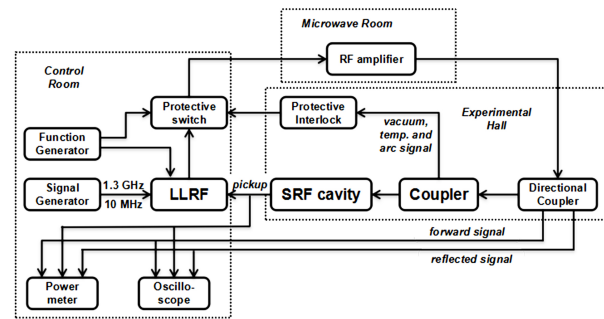 Microwave Room
RF amplifier
Control
Room
Protective
switch
Protective
Interlock
Experimental
Hall
vacuum,
temp. and
arc signal
Function
Generator
Signal
Generator
1.3 GHz
10 MHz
LLRF
pickup
SRF cavity
Coupler
Directional
Coupler
forward signal
reflected signal
Power
meter
Oscillo-
scope